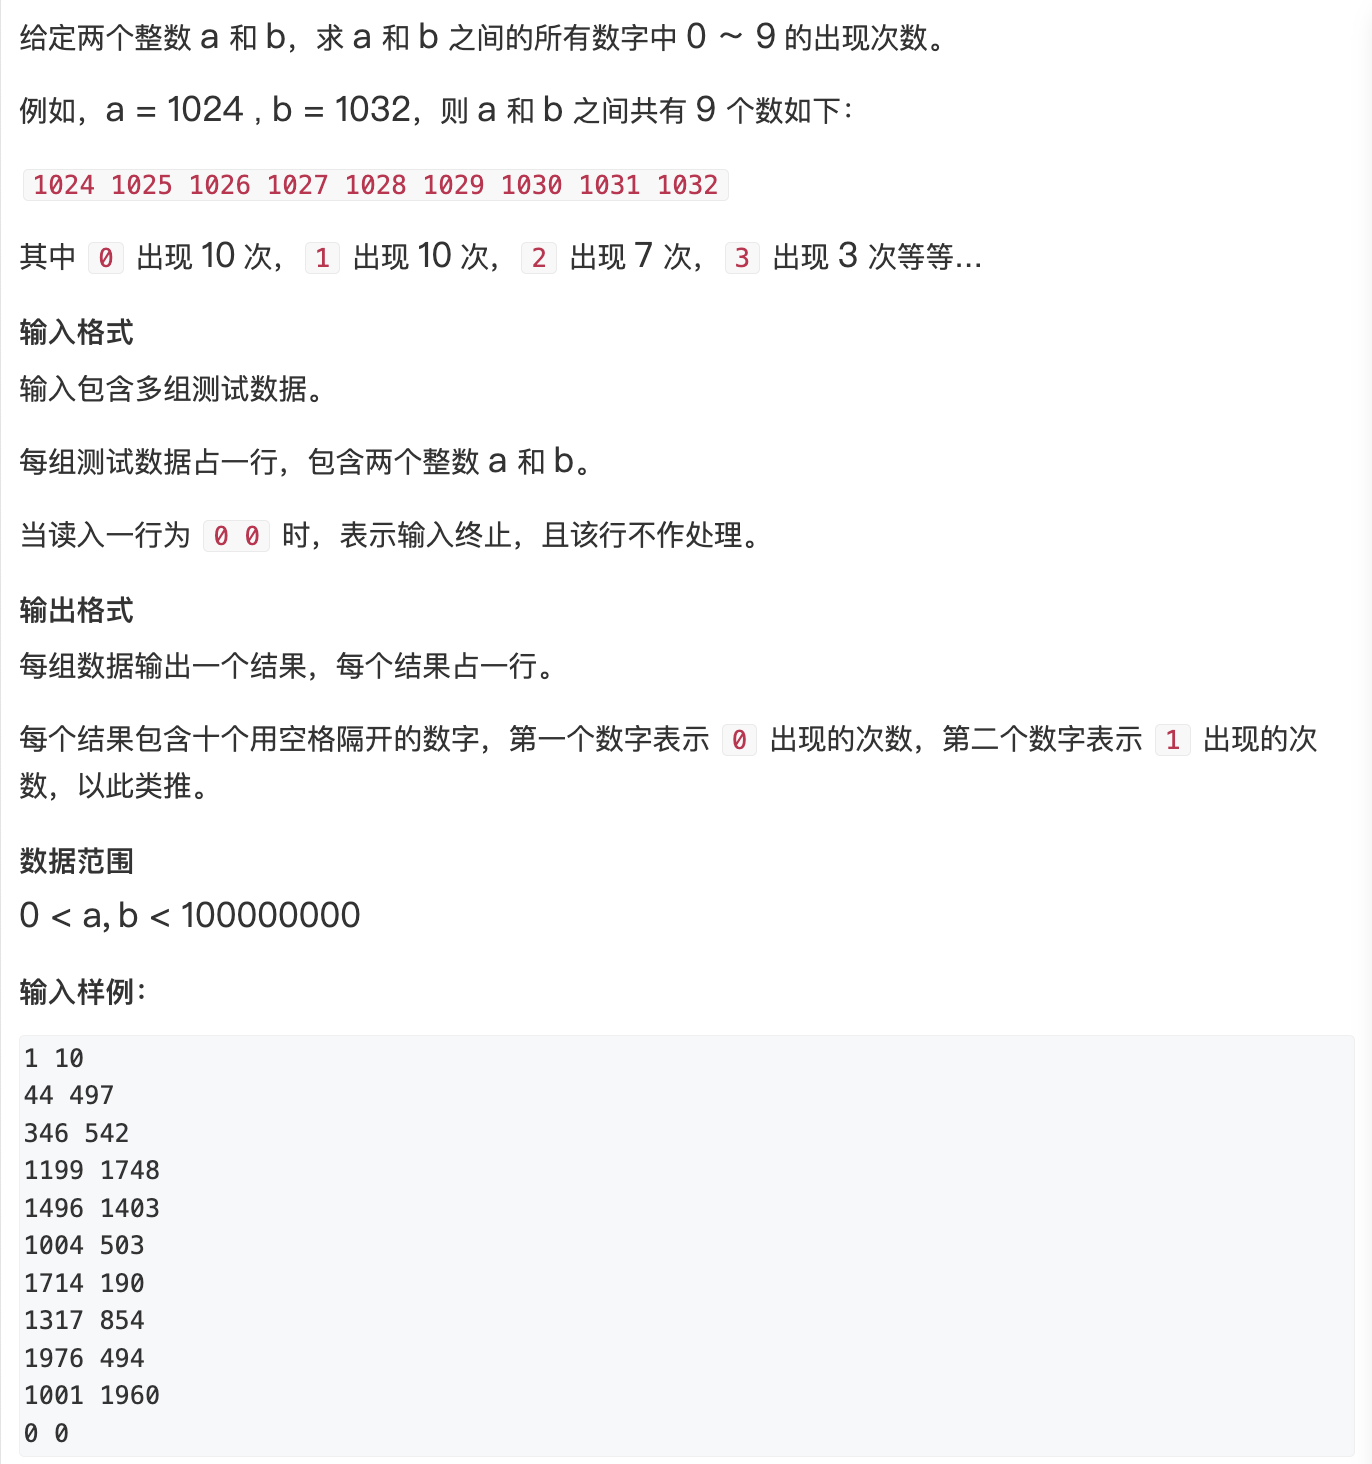 给定两个整数 a 和 b，求 a 和 b 之间的所有数字中 0 ~ 9 的出现次数。
例如，a = 1024 , b = 1032，则 a 和 b 之间共有 9 个数如下：
1024 1025 1026 1027 1028 1029 1030 1031 1032
其中 0 出现 10 次，1 出现 10 次，2 出现 7 次，3 出现 3 次等等...
输入格式
输入包含多组测试数据。
每组测试数据占一行，包含两个整数 a 和 b。
当读入一行为 0 0 时，表示输入终止，且该行不作处理。
输出格式
每组数据输出一个结果，每个结果占一行。
每个结果包含十个用空格隔开的数字，第一个数字表示 0 出现的次数，第二个数字表示 1 出现的次
数，以此类推。
数据范围
0 < a, b < 100000000
输入样例：
1 10
44 497
346 542
1199 1748
1496 1403
1004 503
1714 190
1317 854
1976 494
1001 1960
0 0